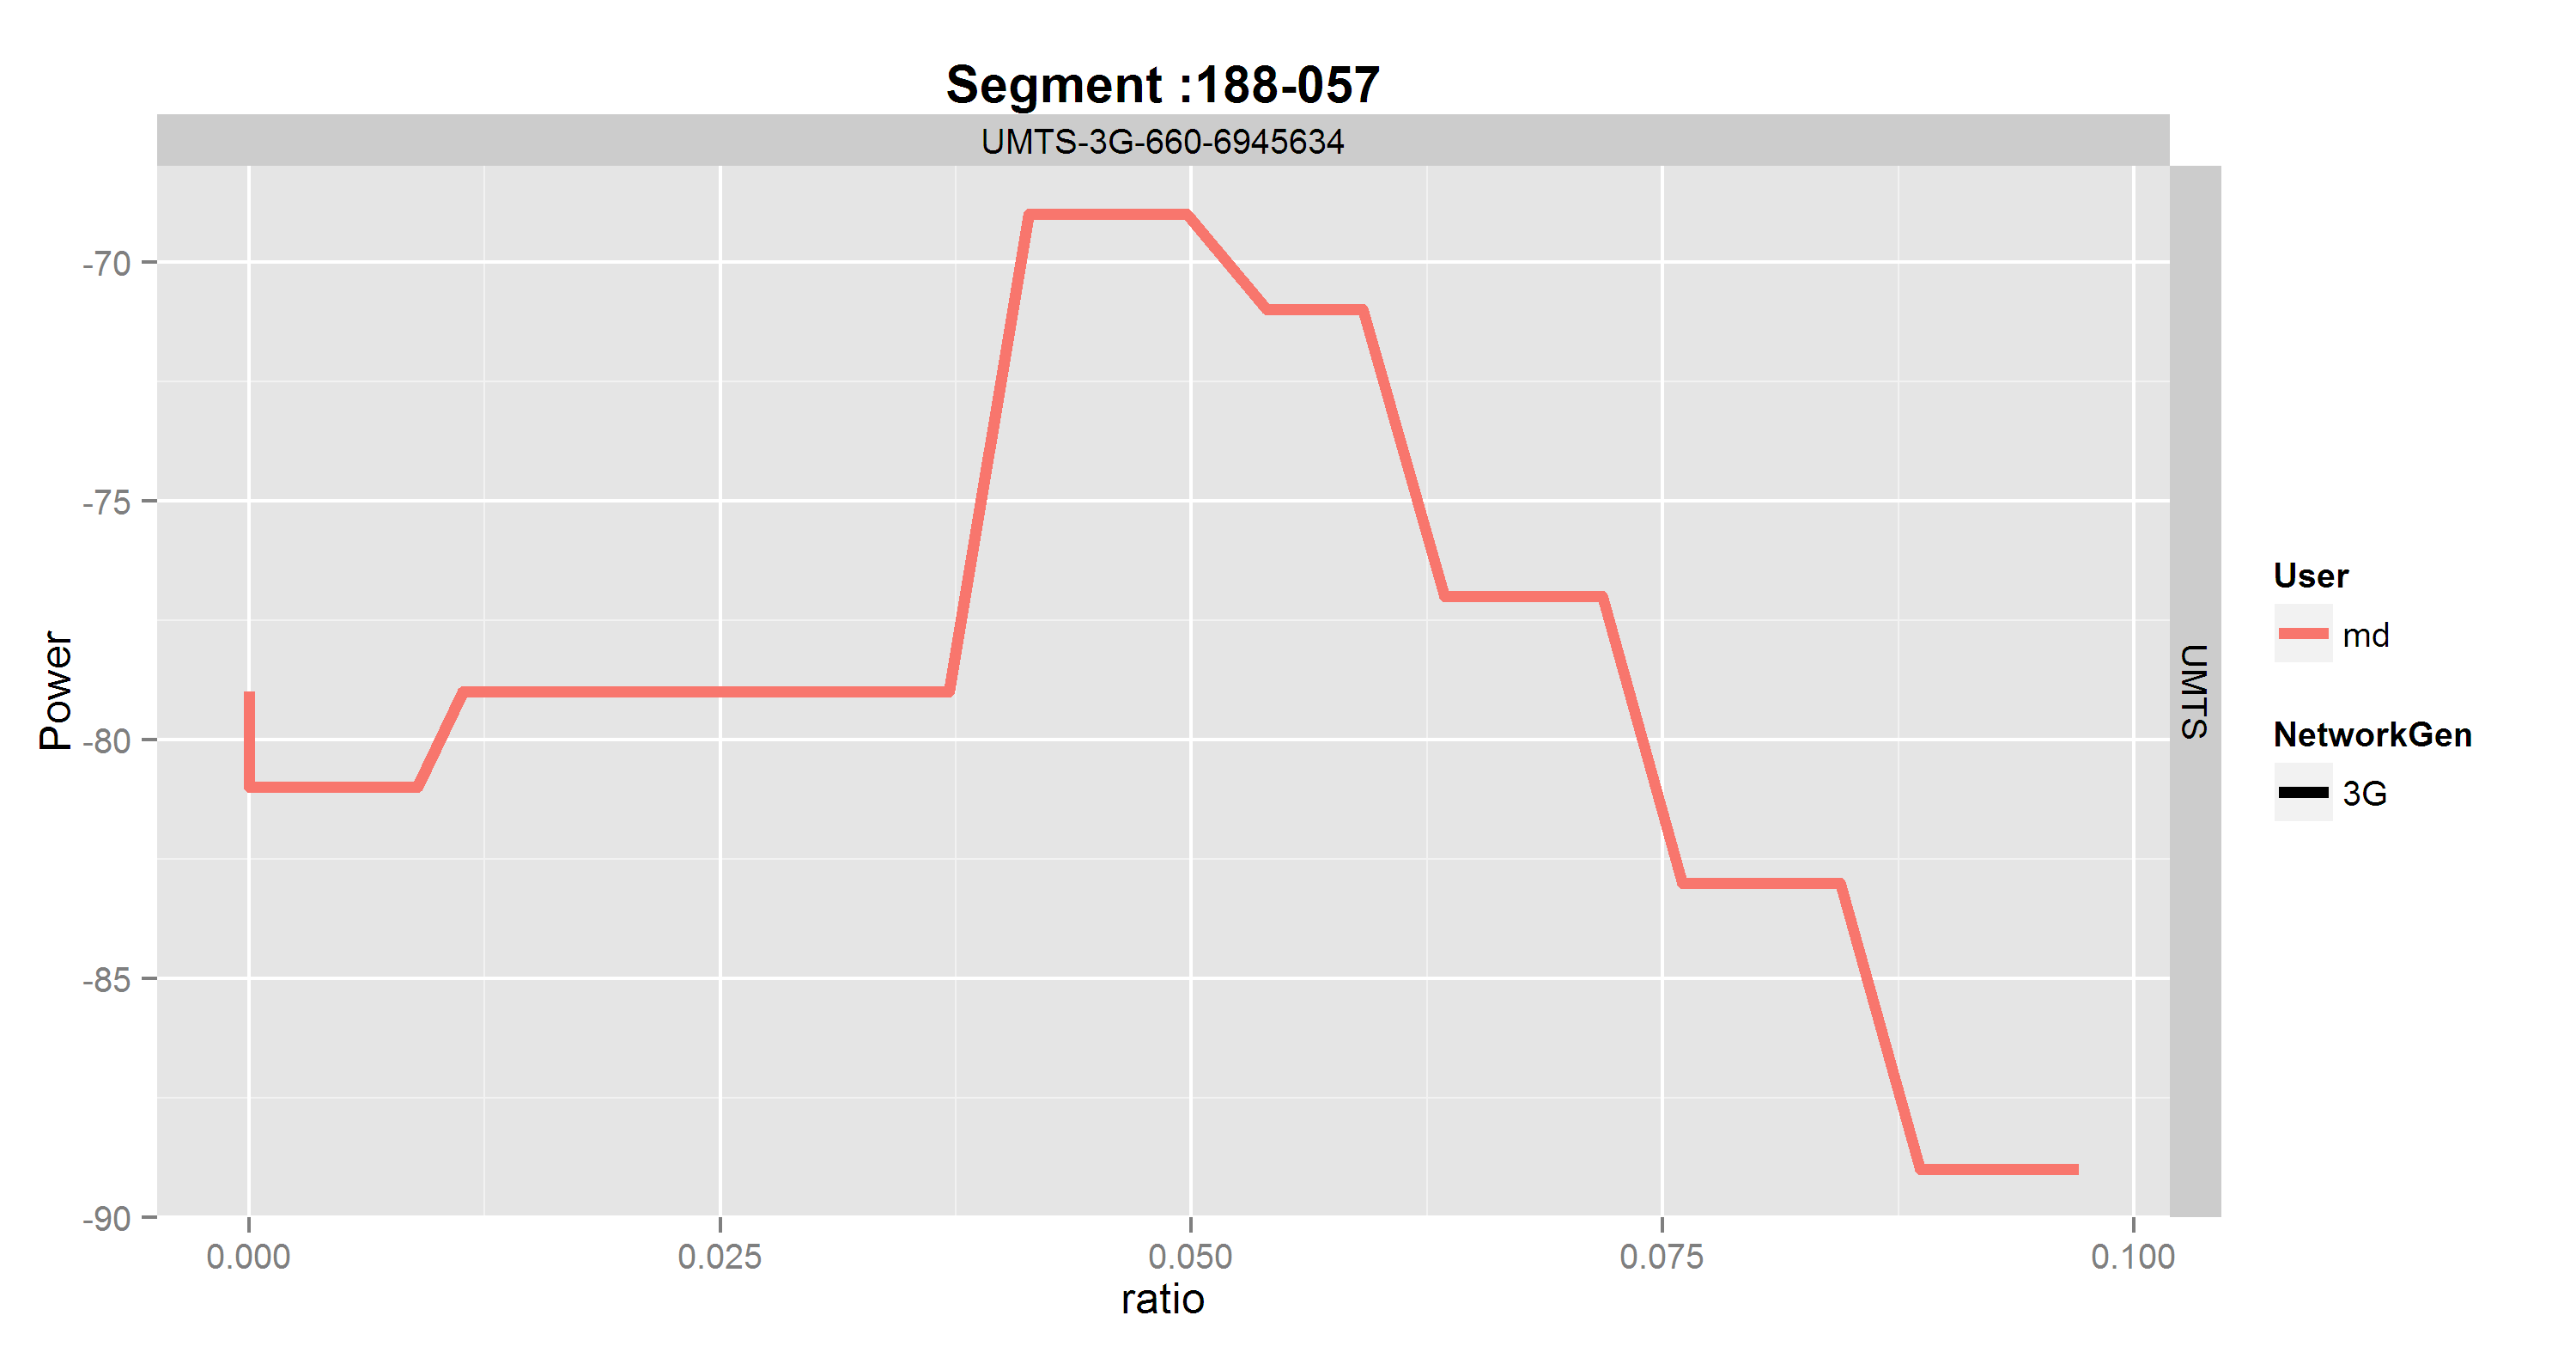 Segment :188-057
UMTS-3G-660-6945634
-70
-75
-80
-85
-90
Power
UMTS
0.000 0.025 0.050 0.075 0.100
ratio
User
md
NetworkGen
3G